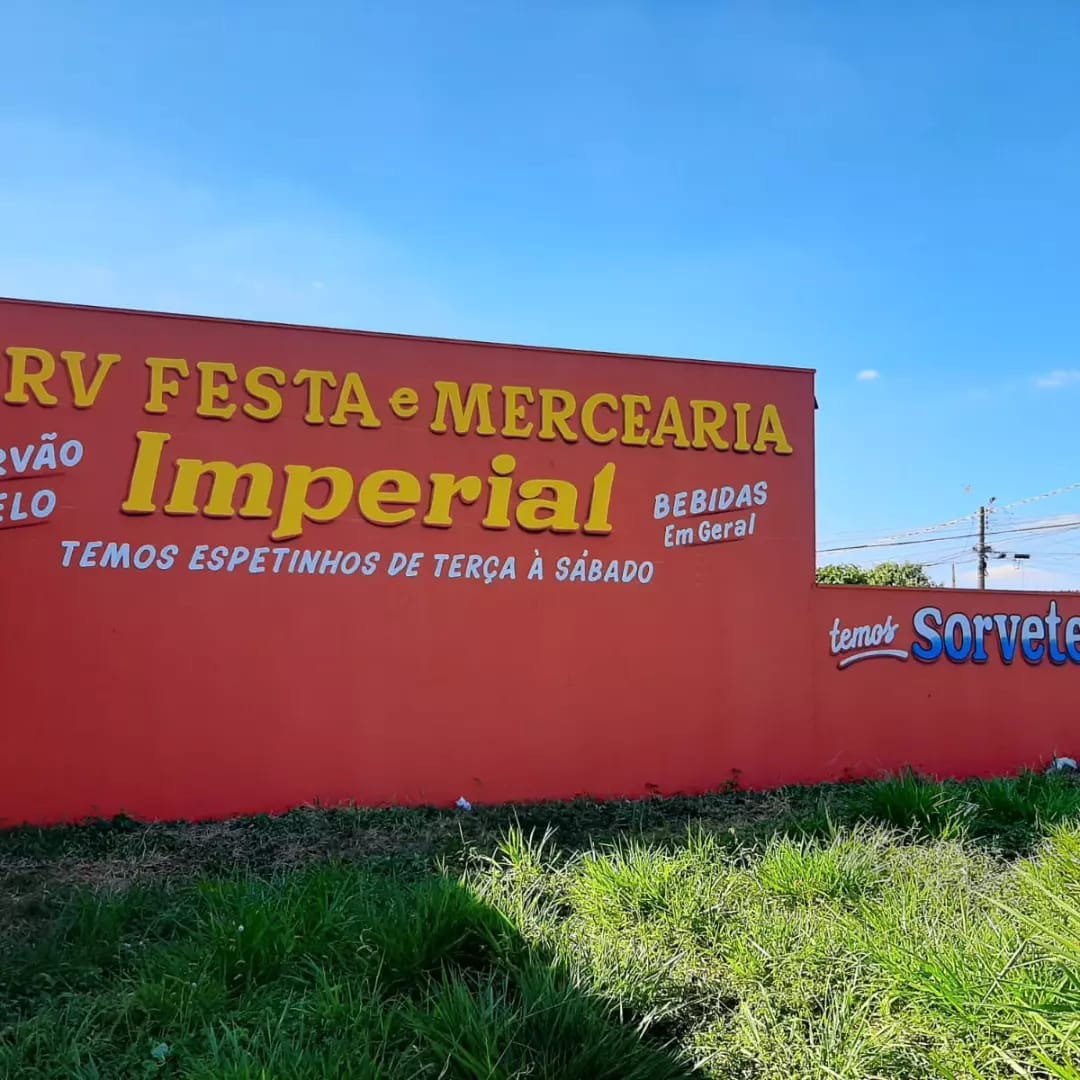 RV FESTA e MERCEARIA
Imperial
RVÃO
ELO
BEBIDAS
Em Geral
TEMOS ESPETINHOS DE TERÇA À SÁBADO
temos Sorvete